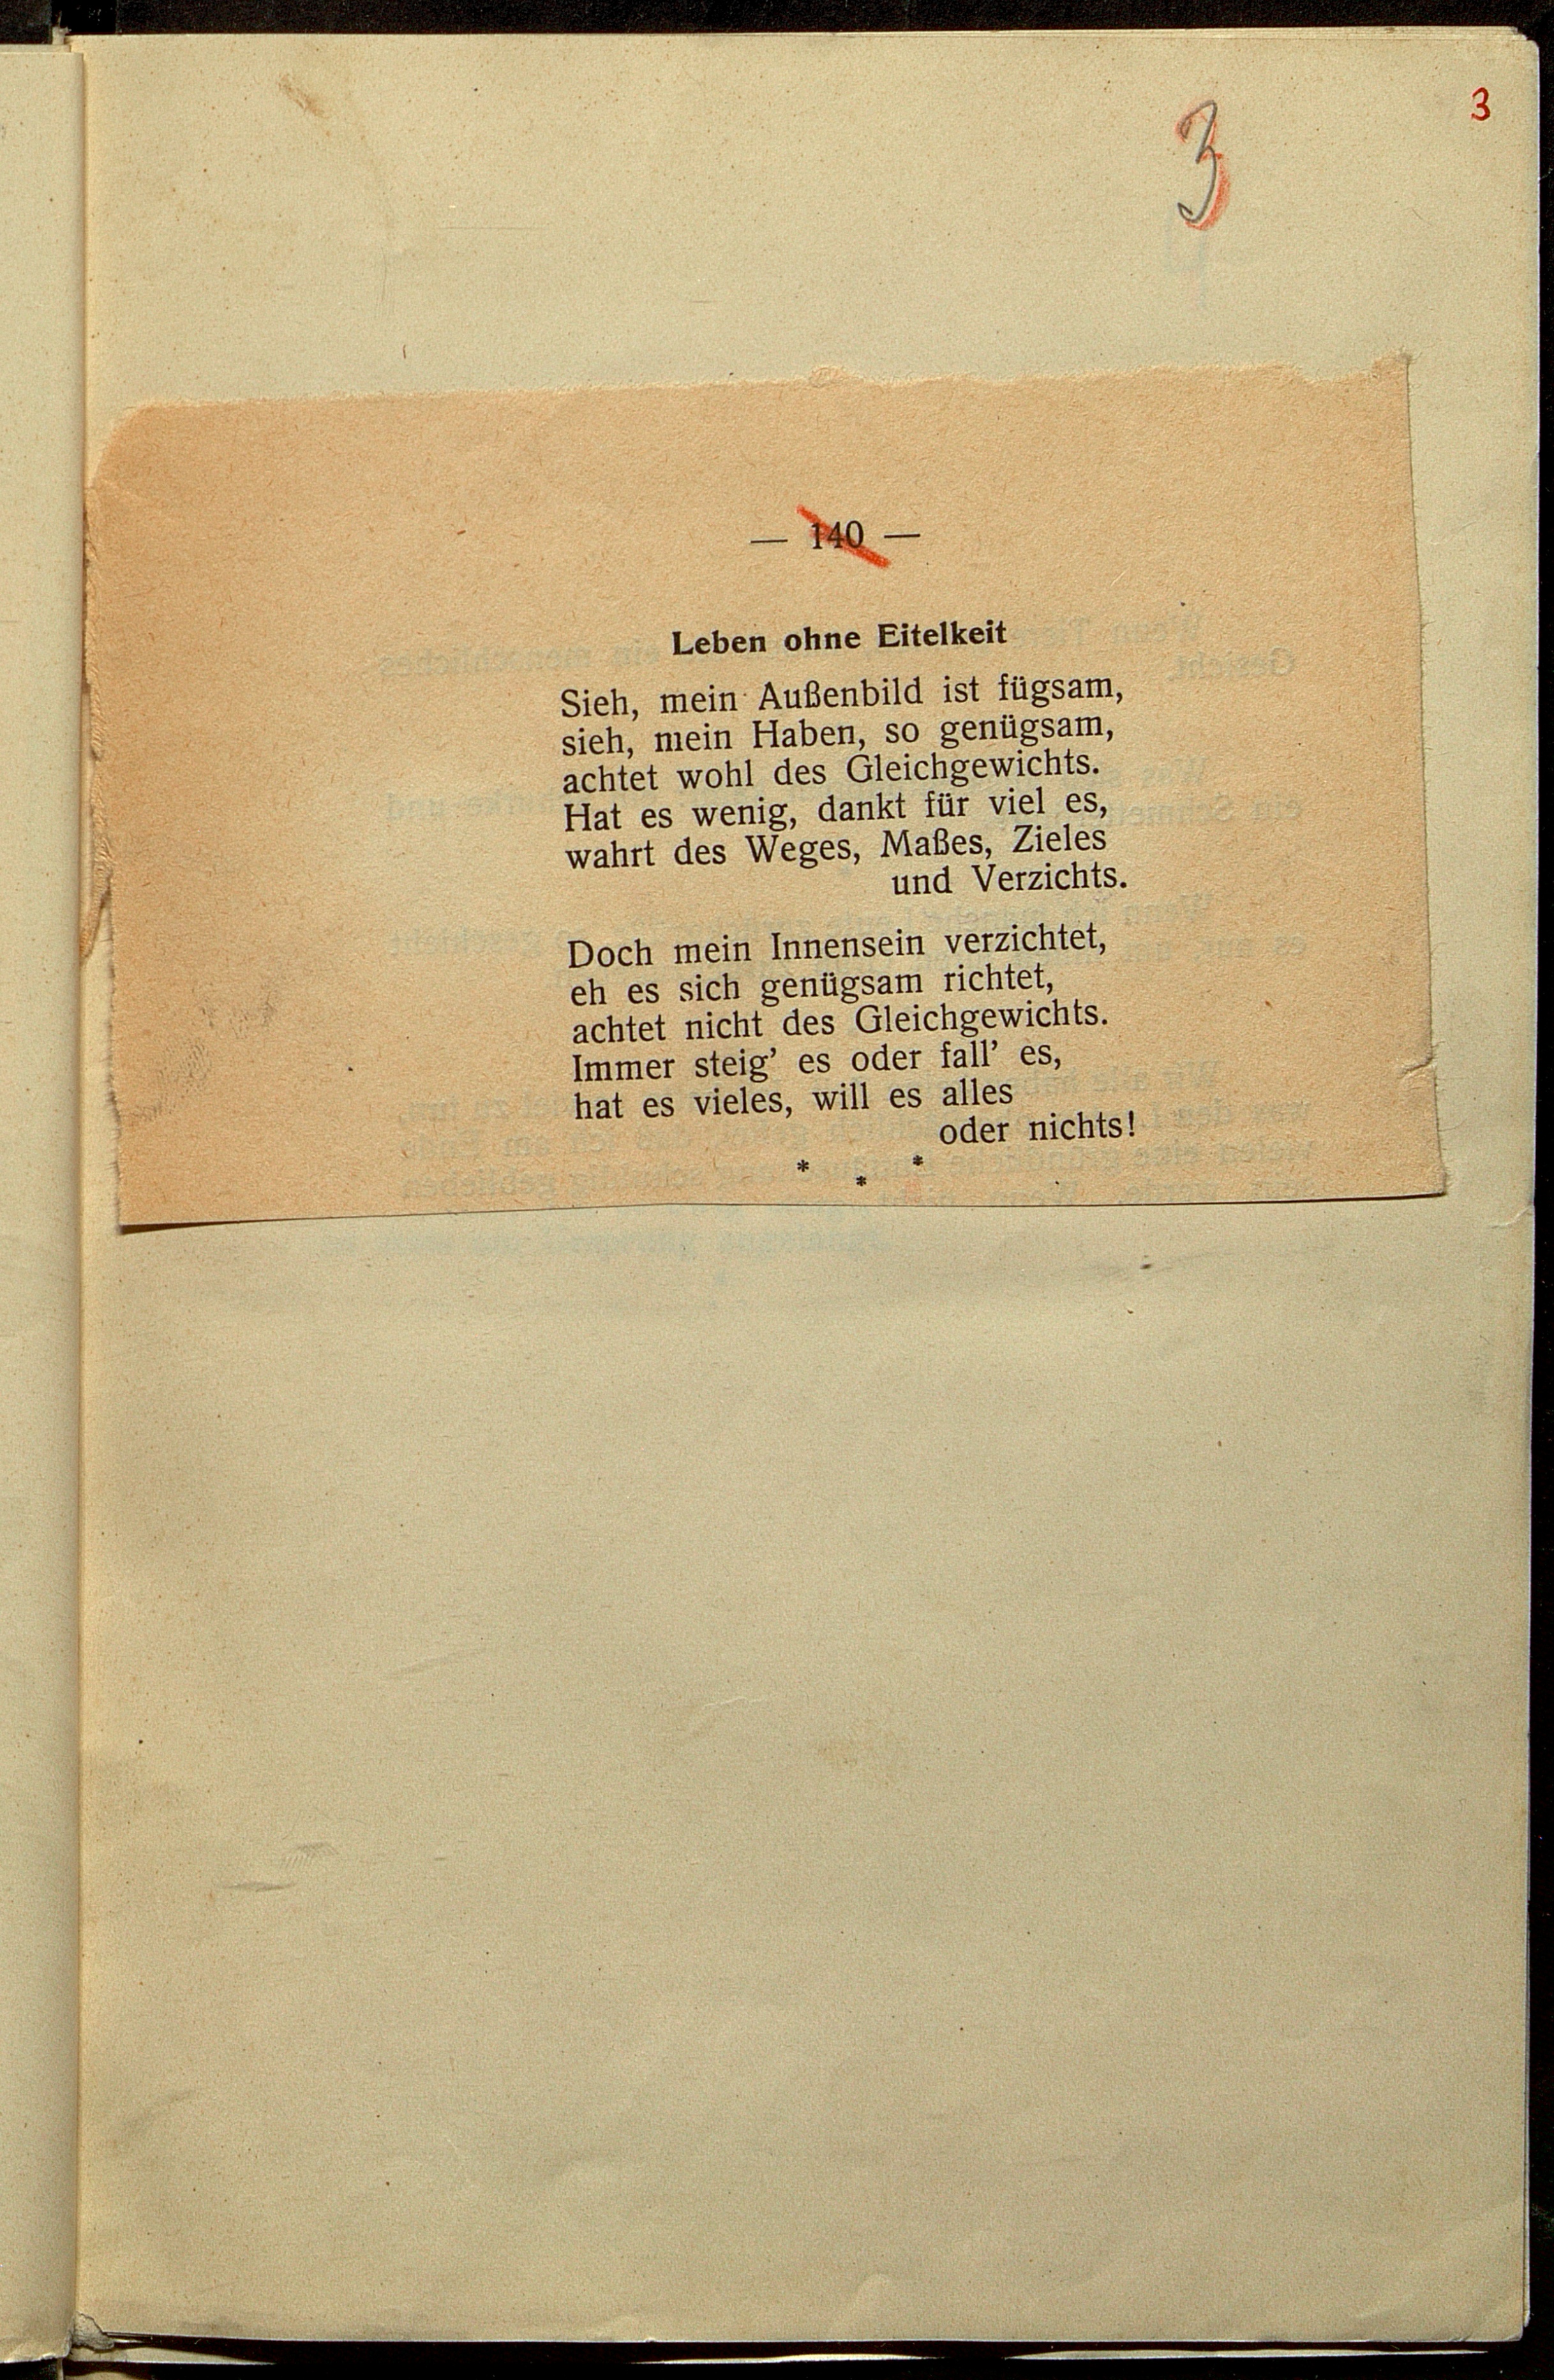 3
3
— 140 —
Leben ohne Eitelkeit
Sieh, mein Außenbild ist fügsam,
sieh, mein Haben, so genügsam,
achtet wohl des Gleichgewichts.
Hat es wenig, dankt für viel es,
wahrt des Weges, Maßes, Zieles
und Verzichts.
Doch mein Innensein verzichtet,
eh es sich genügsam richtet,
achtet nicht des Gleichgewichts.
Immer steig’ es oder fall’ es,
hat es vieles, will es alles
oder nichts!
* * *